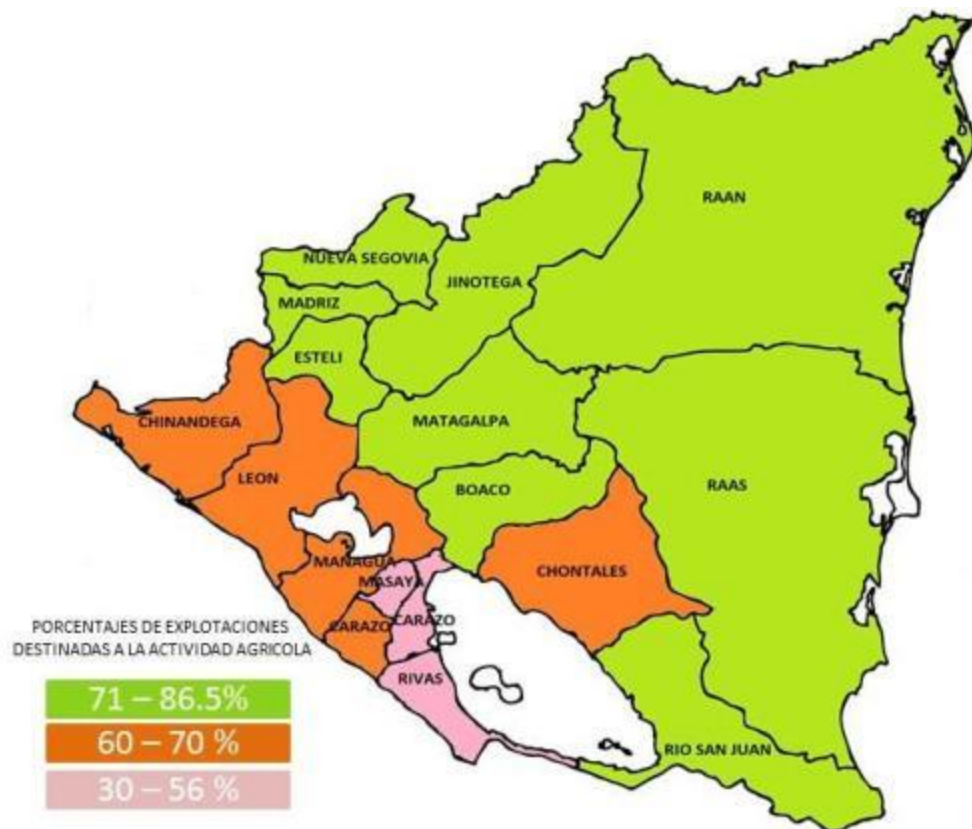 RAAN
NUEVA SEGOVIA
JINOTEGA
MADRIZ
ESTELI
CHINANDEGA
MATAGALPA
LEON
BOACO
RAAS
MANAGUA
CHONTALES
MASAYA
CARAZO
CARAZO
RIVAS
RIO SAN JUAN
PORCENTAJES DE EXPLOTACIONES
DESTINADAS A LA ACTIVIDAD AGRICOLA
71 – 86.5%
60 – 70 %
30 – 56 %